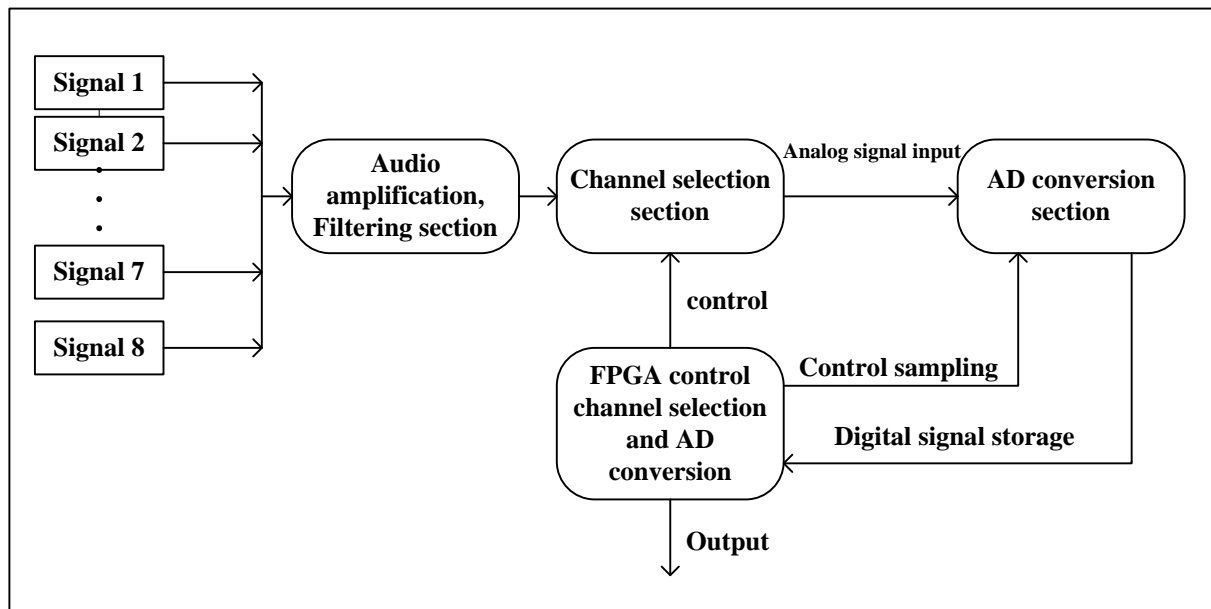 Signal 1
Signal 2
Signal 7
Signal 8
Audio
amplification,
Filtering section
Channel selection
section
Analog signal input
AD conversion
section
control
FPGA control
channel selection
and AD
conversion
Control sampling
Digital signal storage
Output